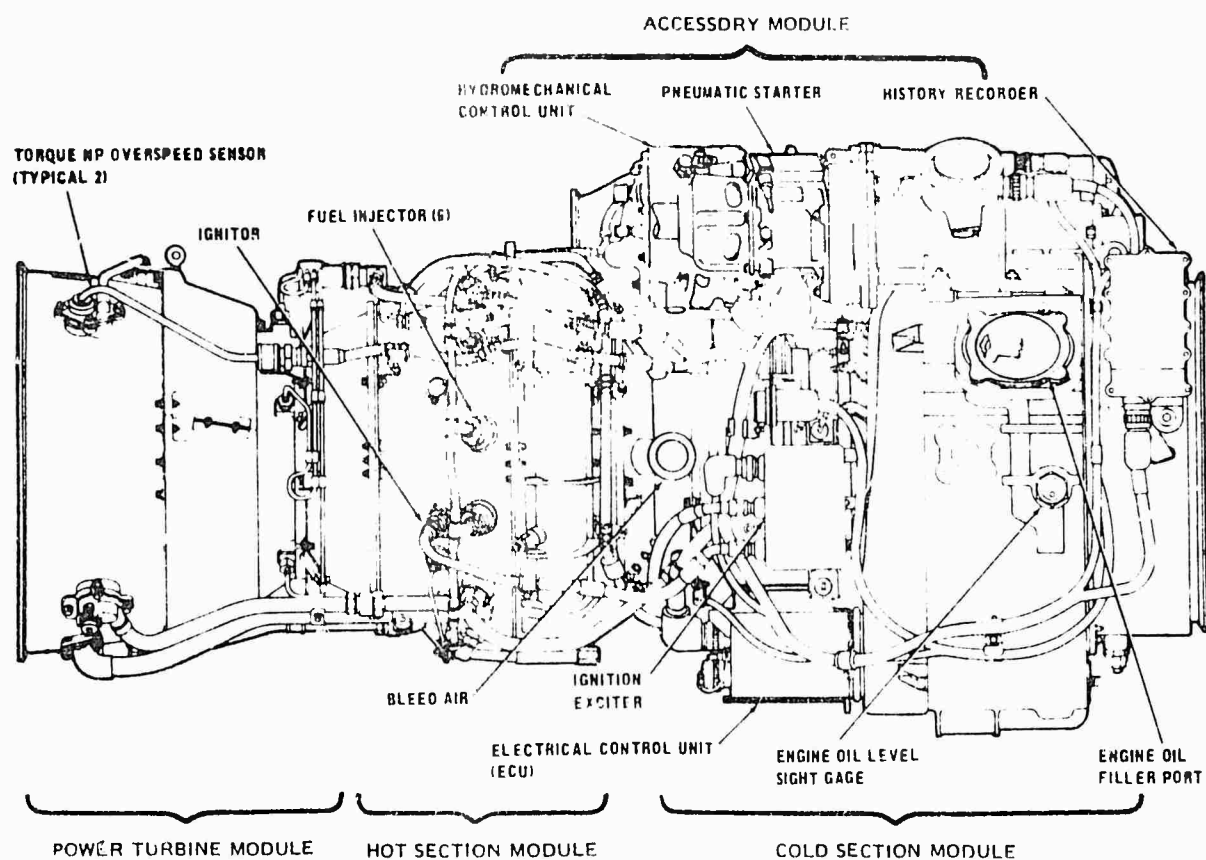 ACCESSDRY MODULE
HYDROMECHANICAL
CONTROL UNIT
PNEUMATIC STARTER
HISTORY RECORDER
TORQUE NP OVERSPEED SENSOR
(TYPICAL 2)
FUEL INJECTOR (6)
IGNITOR
BLEED AIR
IGNITION
EXCITER
ELECTRICAL CONTROL UNIT
(ECU)
ENGINE OIL LEVEL
SIGHT GAGE
ENGINE OIL
FILLER PORT
POWER TURBINE MODULE
HOT SECTION MODULE
COLD SECTION MODULE